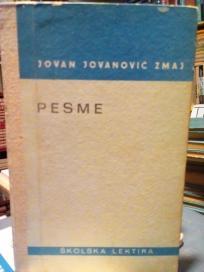 JOVAN JOVANOVIĆ ZMAJ
PESME
ŠKOLSKA LEKTIRA